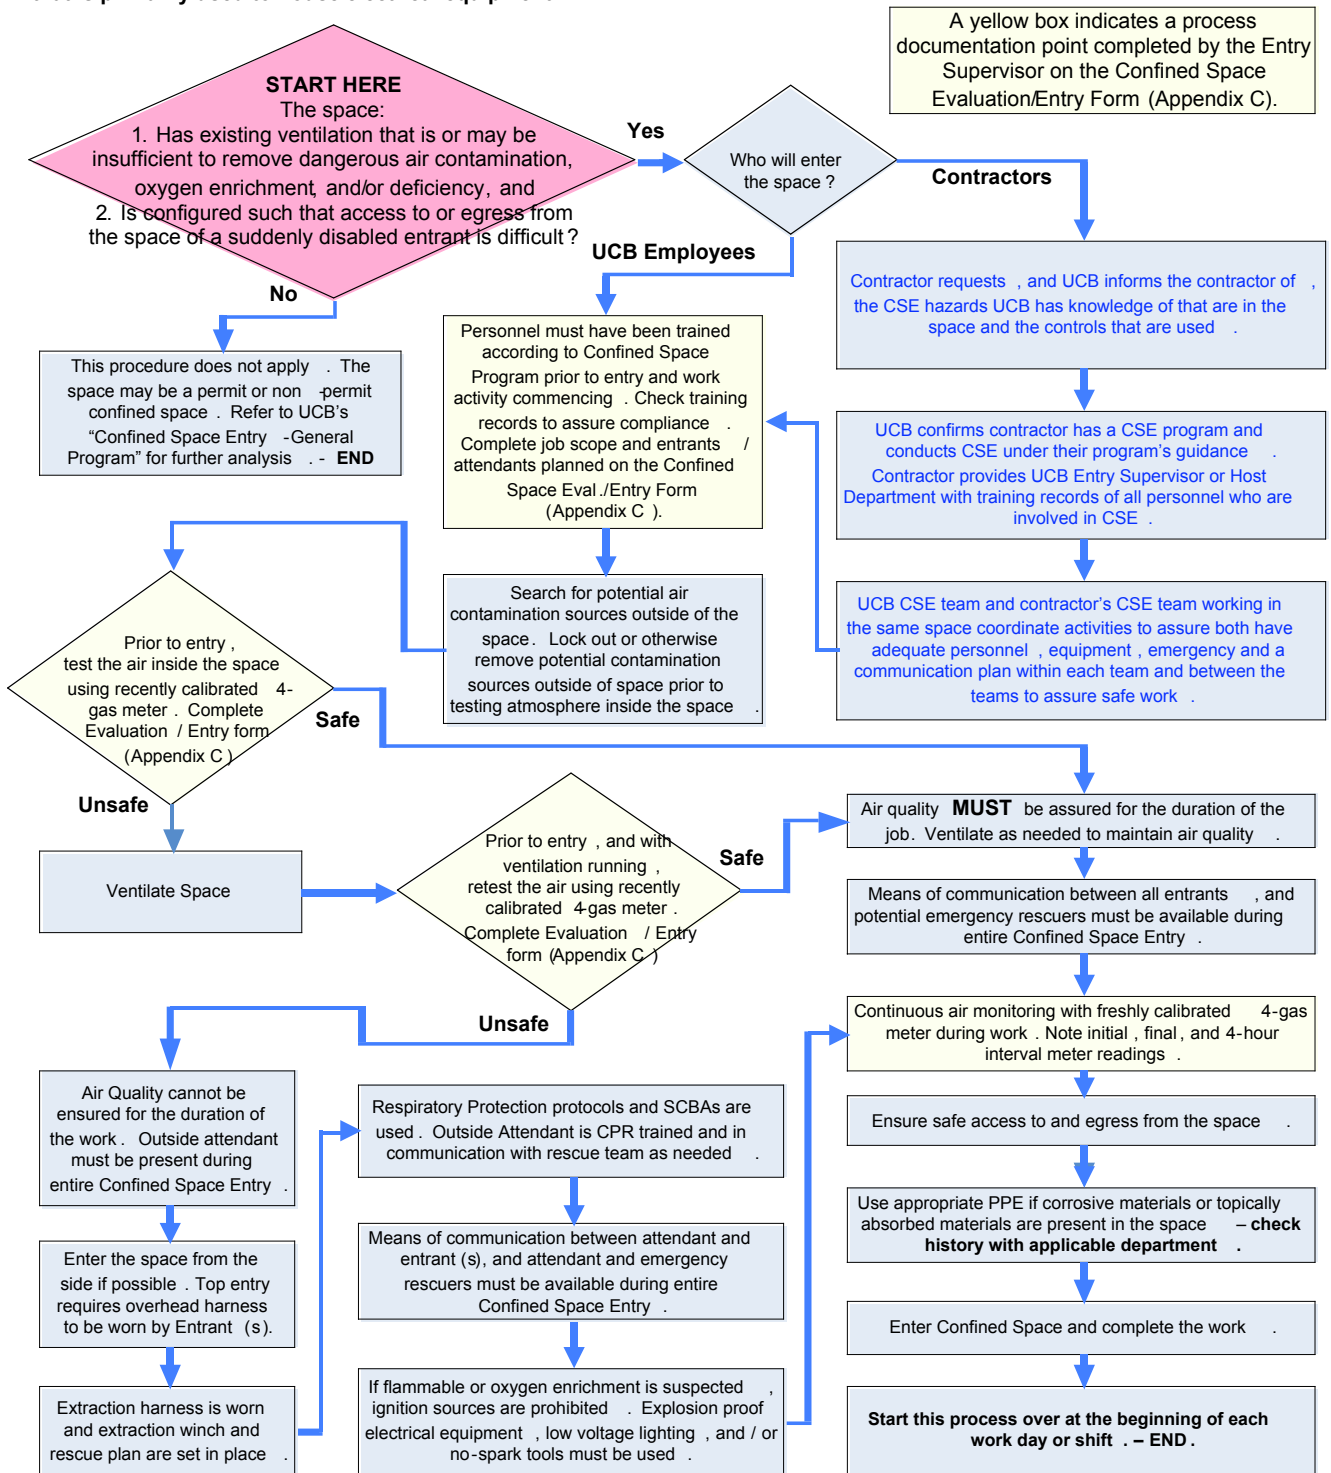 A yellow box indicates a process
documentation point completed by the Entry
Supervisor on the Confined Space
Evaluation/Entry Form (Appendix C).
START HERE
The space:
1. Has existing ventilation that is or may be
insufficient to remove dangerous air contamination,
oxygen enrichment, and/or deficiency, and
2. Is configured such that access to or egress from
the space of a suddenly disabled entrant is difficult?
Yes
Who will enter
the space ?
Contractors
UCB Employees
No
This procedure does not apply . The
space may be a permit or non -permit
confined space . Refer to UCB's
“Confined Space Entry -General
Program” for further analysis . - END
Personnel must have been trained
according to Confined Space
Program prior to entry and work
activity commencing . Check training
records to assure compliance .
Complete job scope and entrants /
attendants planned on the Confined
Space Eval./Entry Form
(Appendix C ).
Contractor requests , and UCB informs the contractor of ,
the CSE hazards UCB has knowledge of that are in the
space and the controls that are used .
UCB confirms contractor has a CSE program and
conducts CSE under their program's guidance .
Contractor provides UCB Entry Supervisor or Host
Department with training records of all personnel who are
involved in CSE .
UCB CSE team and contractor's CSE team working in
the same space coordinate activities to assure both have
adequate personnel , equipment , emergency and a
communication plan within each team and between the
teams to assure safe work .
Search for potential air
contamination sources outside of the
space . Lock out or otherwise
remove potential contamination
sources outside of space prior to
testing atmosphere inside the space .
Prior to entry ,
test the air inside the space
using recently calibrated 4-
gas meter . Complete
Evaluation / Entry form
(Appendix C )
Safe
Unsafe
Ventilate Space
Prior to entry , and with
ventilation running ,
retest the air using recently
calibrated 4-gas meter .
Complete Evaluation / Entry
form (Appendix C )
Safe
Unsafe
Air quality MUST be assured for the duration of the
job. Ventilate as needed to maintain air quality .
Means of communication between all entrants , and
potential emergency rescuers must be available during
entire Confined Space Entry .
Continuous air monitoring with freshly calibrated 4-gas
meter during work . Note initial , final , and 4-hour
interval meter readings .
Ensure safe access to and egress from the space .
Use appropriate PPE if corrosive materials or topically
absorbed materials are present in the space – check
history with applicable department .
Enter Confined Space and complete the work .
Start this process over at the beginning of each
work day or shift . – END .
Air Quality cannot be
ensured for the duration of
the work . Outside attendant
must be present during
entire Confined Space Entry .
Enter the space from the
side if possible . Top entry
requires overhead harness
to be worn by Entrant (s).
Extraction harness is worn
and extraction winch and
rescue plan are set in place .
Respiratory Protection protocols and SCBAs are
used . Outside Attendant is CPR trained and in
communication with rescue team as needed .
Means of communication between attendant and
entrant (s), and attendant and emergency
rescuers must be available during entire
Confined Space Entry .
If flammable or oxygen enrichment is suspected ,
ignition sources are prohibited . Explosion proof
electrical equipment , low voltage lighting , and / or
no-spark tools must be used .